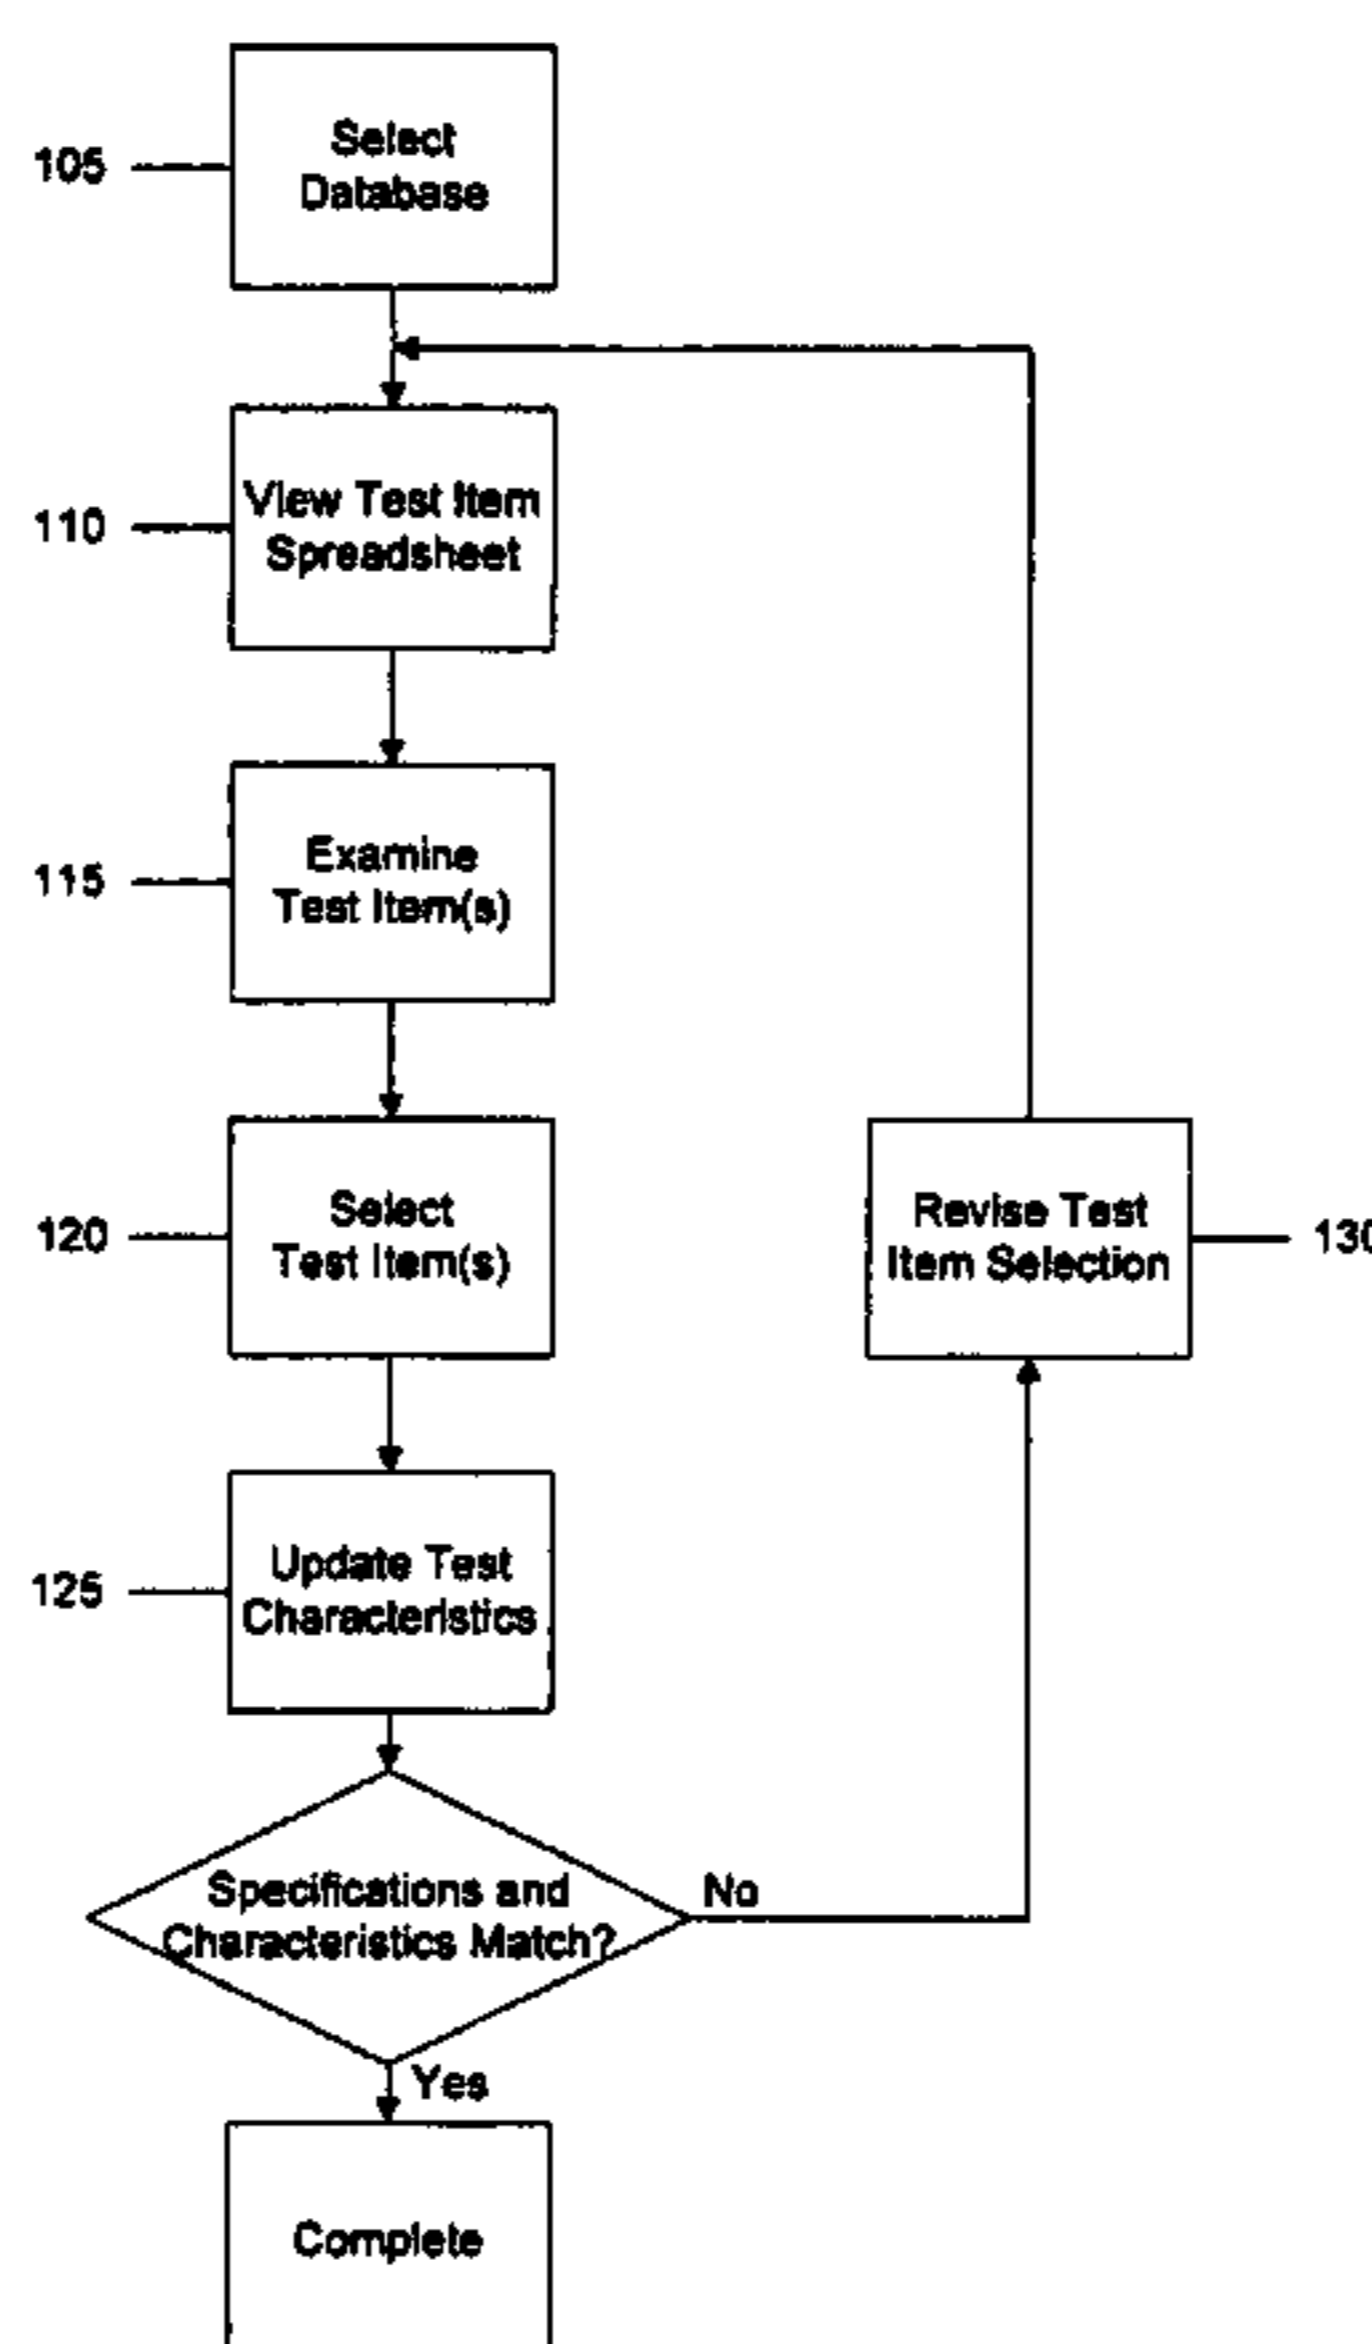 105
Select
Database
110
View Test Item
Spreadsheet
115
Examine
Test Item(s)
120
Select
Test Item(s)
Revise Test
Item Selection
130
125
Update Test
Characteristics
Specifications and
Characteristics Match?
No
Yes
Complete